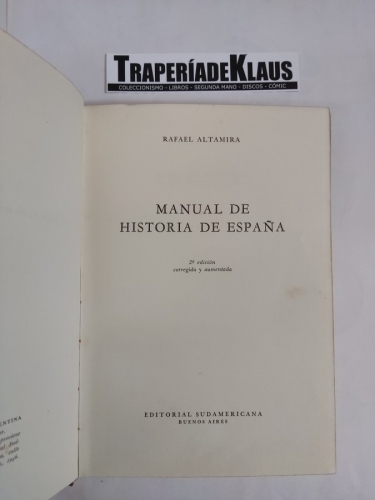 TRAPERÍADEKLAUS
COLECCIONISMO - LIBROS - SEGUNDA MANO - DISCOS - CÓMIC
RAFAEL ALTAMIRA
MANUAL DE
HISTORIA DE ESPAÑA
2ª edición
corregida y aumentada
EDITORIAL SUDAMERICANA
BUENOS AIRES